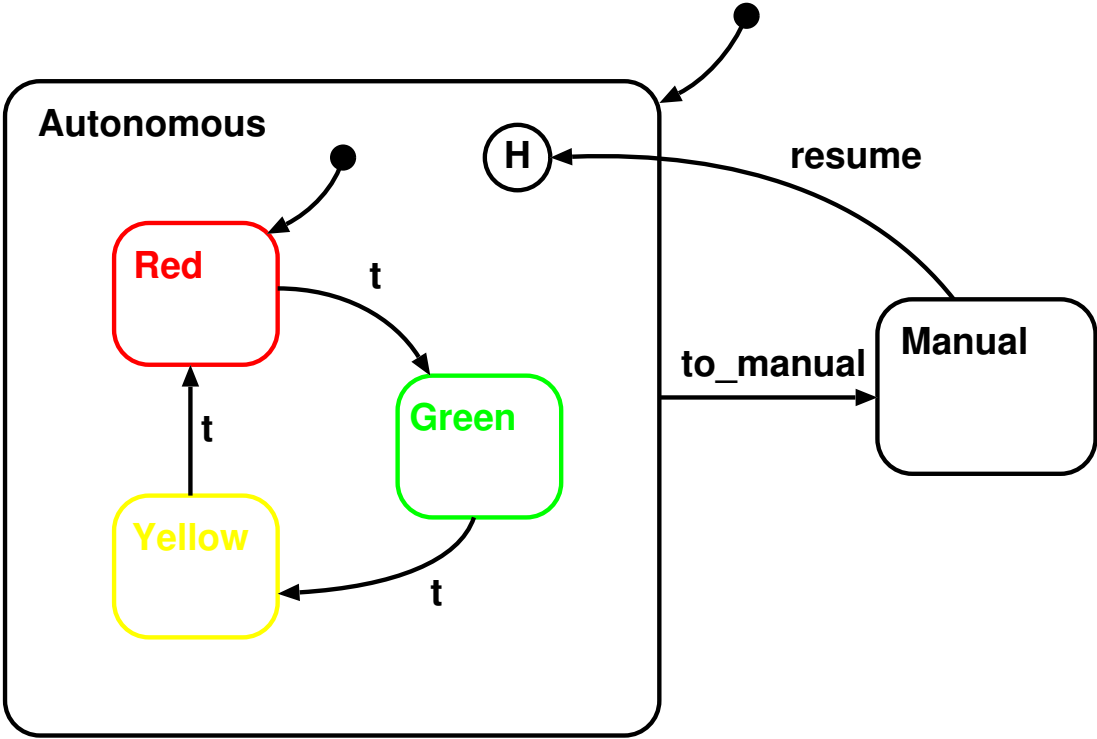 Autonomous
H
resume
Red
t
Manual
to_manual
Green
t
Yellow
t